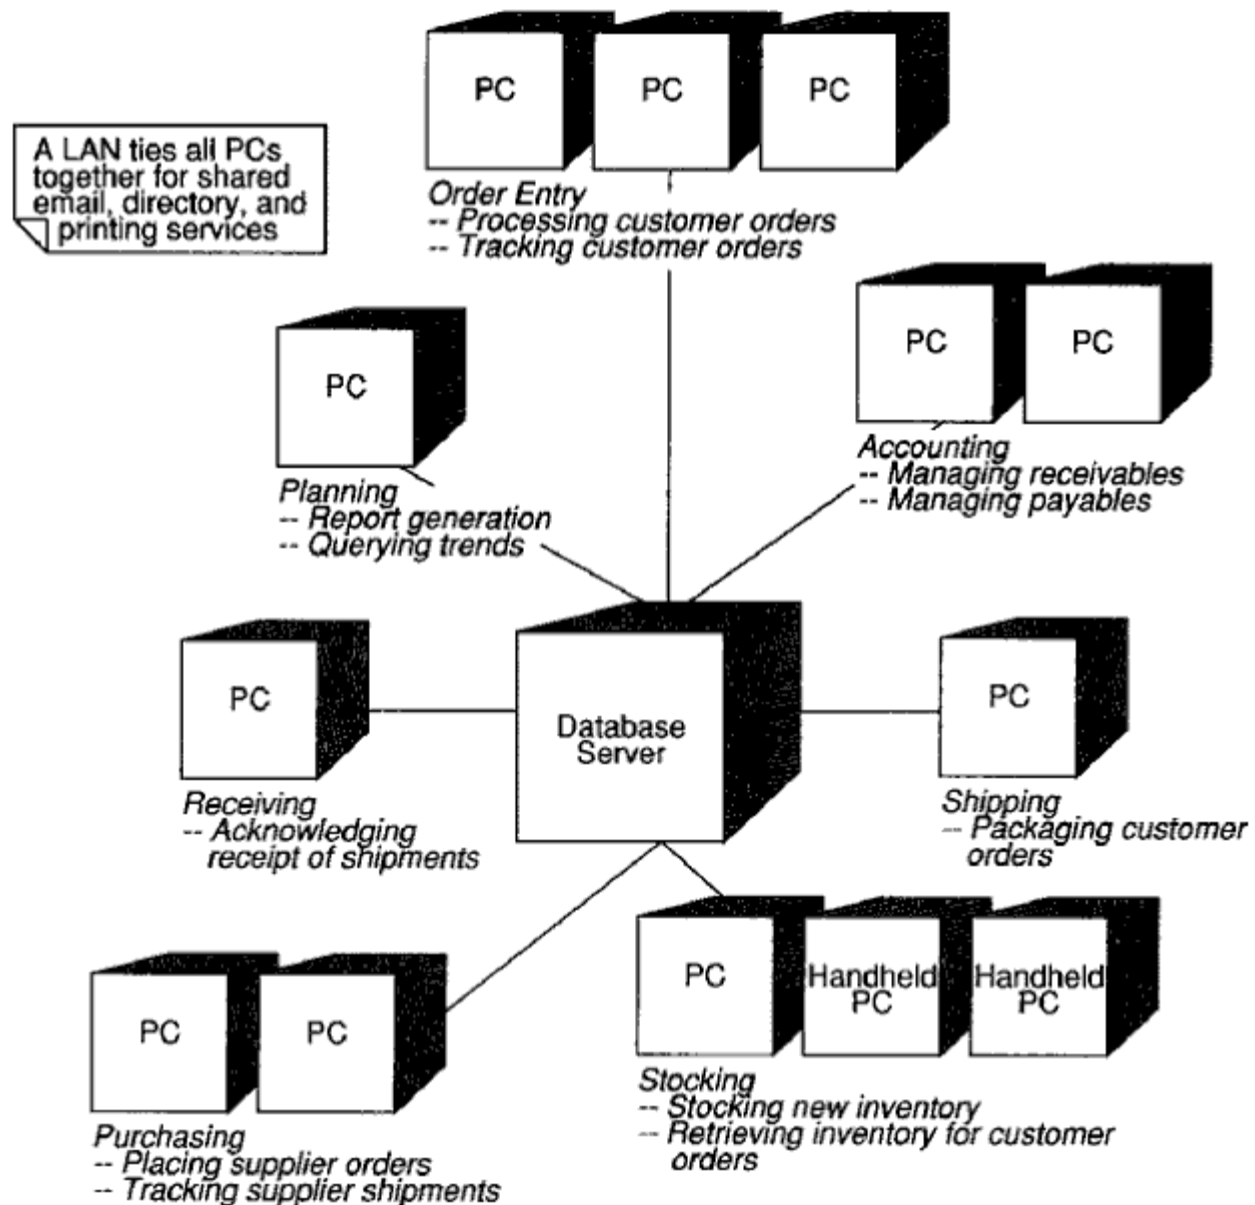 PC
PC
PC
A LAN ties all PCs
together for shared
email, directory, and
printing services
Order Entry
-- Processing customer orders
-- Tracking customer orders
PC
PC
PC
Accounting
-- Managing receivables
-- Managing payables
Planning
-- Report generation
-- Querying trends
PC
Database
Server
PC
Receiving
-- Acknowledging
receipt of shipments
Shipping
-- Packaging customer
orders
PC
PC
PC
Handheld
PC
Handheld
PC
Stocking
-- Stocking new inventory
-- Retrieving inventory for customer
orders
Purchasing
-- Placing supplier orders
-- Tracking supplier shipments